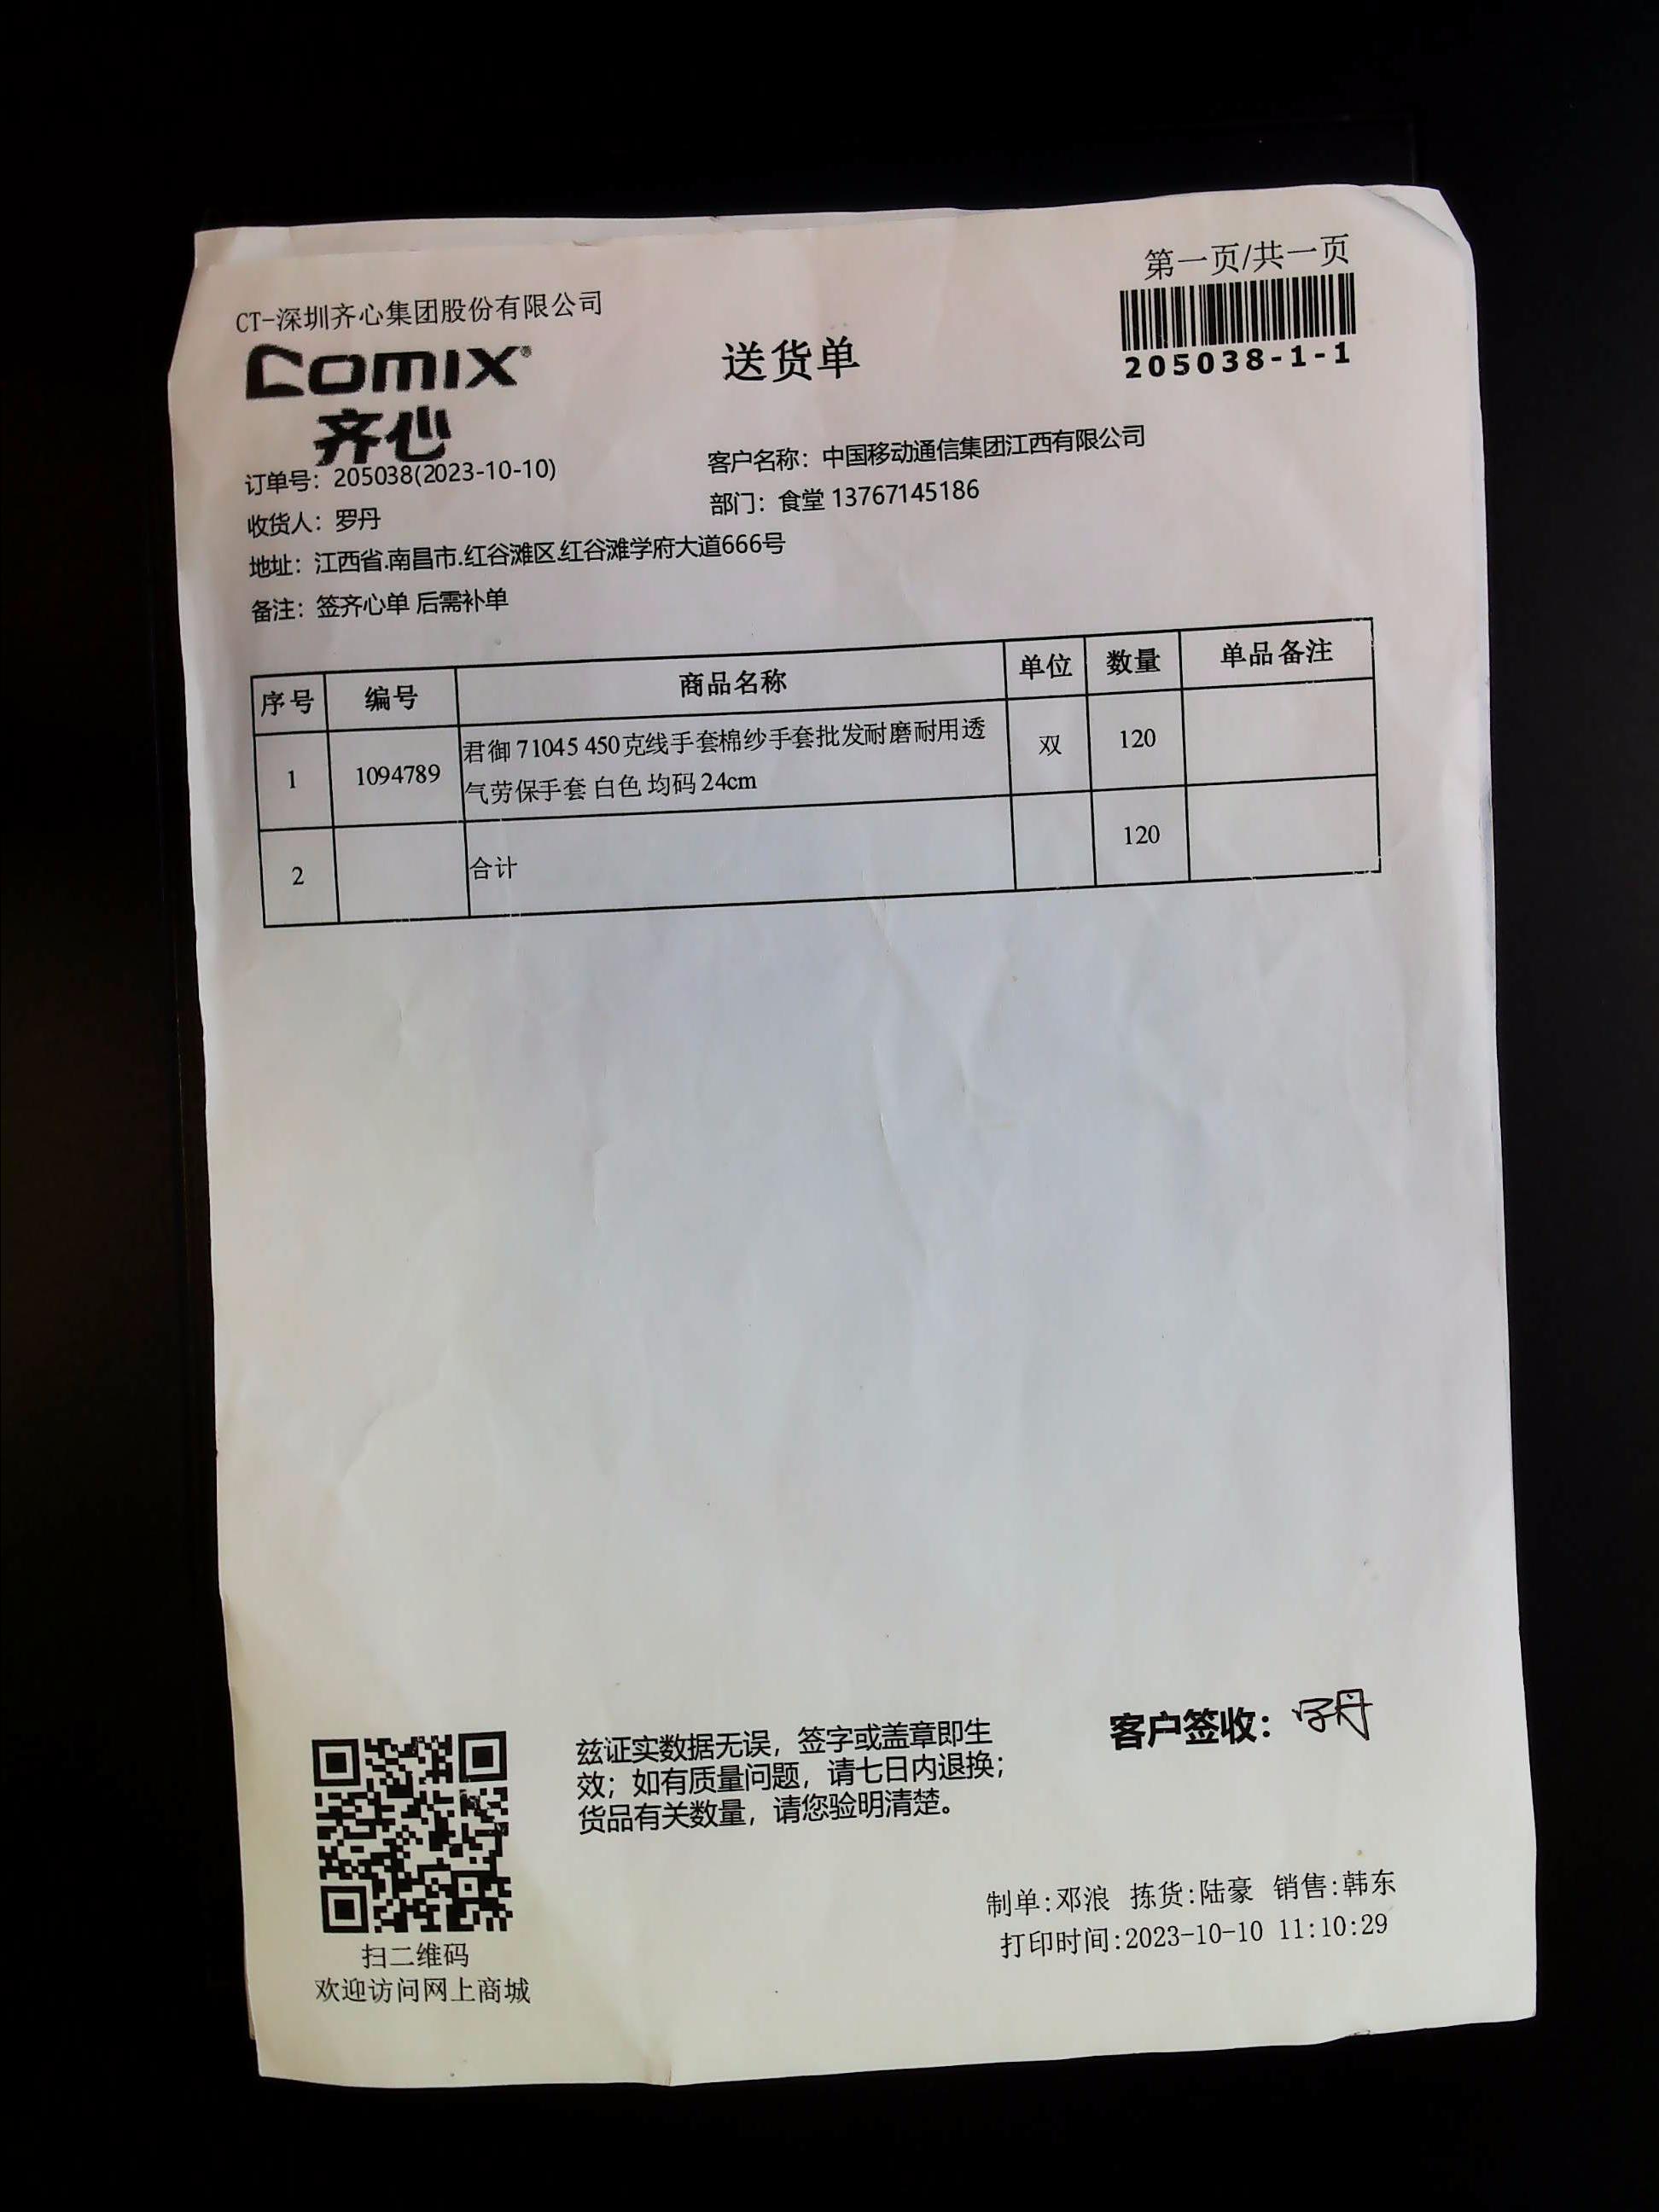 第一页/共一页
CT-深圳齐心集团股份有限公司
comix®
齐心
送货单
205038-1-1
订单号：205038(2023-10-10)
客户名称：中国移动通信集团江西有限公司
收货人：罗丹
部门：食堂 13767145186
地址：江西省.南昌市.红谷滩区.红谷滩学府大道666号
备注：签齐心单 后需补单
序号 编号 商品名称 单位 数量 单品备注
1 1094789 君御 71045 450克线手套棉纱手套批发耐磨耐用透
气劳保手套 白色 均码 24cm 双 120
2 合计 120
兹证实数据无误，签字或盖章即生
效；如有质量问题，请七日内退换；
货品有关数量，请您验明清楚。
客户签收：
扫二维码
欢迎访问网上商城
制单:邓浪 拣货:陆豪 销售:韩东
打印时间:2023-10-10 11:10:29